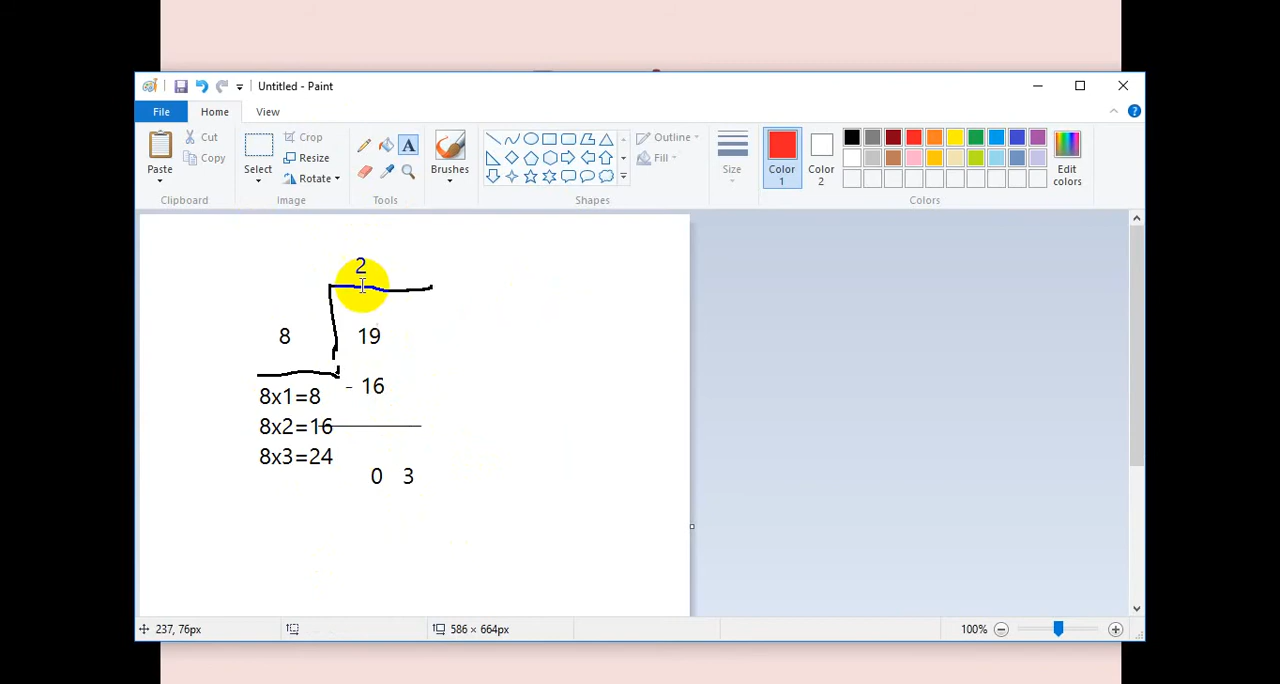 Untitled - Paint
File Home View
Paste
Cut
Copy
Clipboard
Select
Crop
Resize
Rotate
Image
A
Tools
Brushes
Outline
Fill
Shapes
Size
Color 1
Color 2
Edit colors
Colors
2
8 19
- 16
8x1=8
8x2=16
8x3=24
0 3
237, 76px
586 × 664px
100%